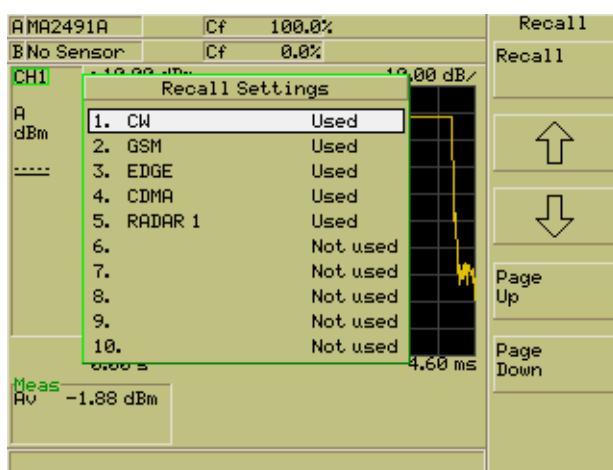 A MA2491A Cf 100.0%
B No Sensor Cf 0.0%
CH1 10.00 dB/
A
dBm
Recall Settings
1. CW Used
2. GSM Used
3. EDGE Used
4. CDMA Used
5. RADAR 1 Used
6. Not used
7. Not used
8. Not used
9. Not used
10. Not used
4.60 ms
Meas
Av -1.88 dBm
Recall
Recall
Page
Up
Page
Down